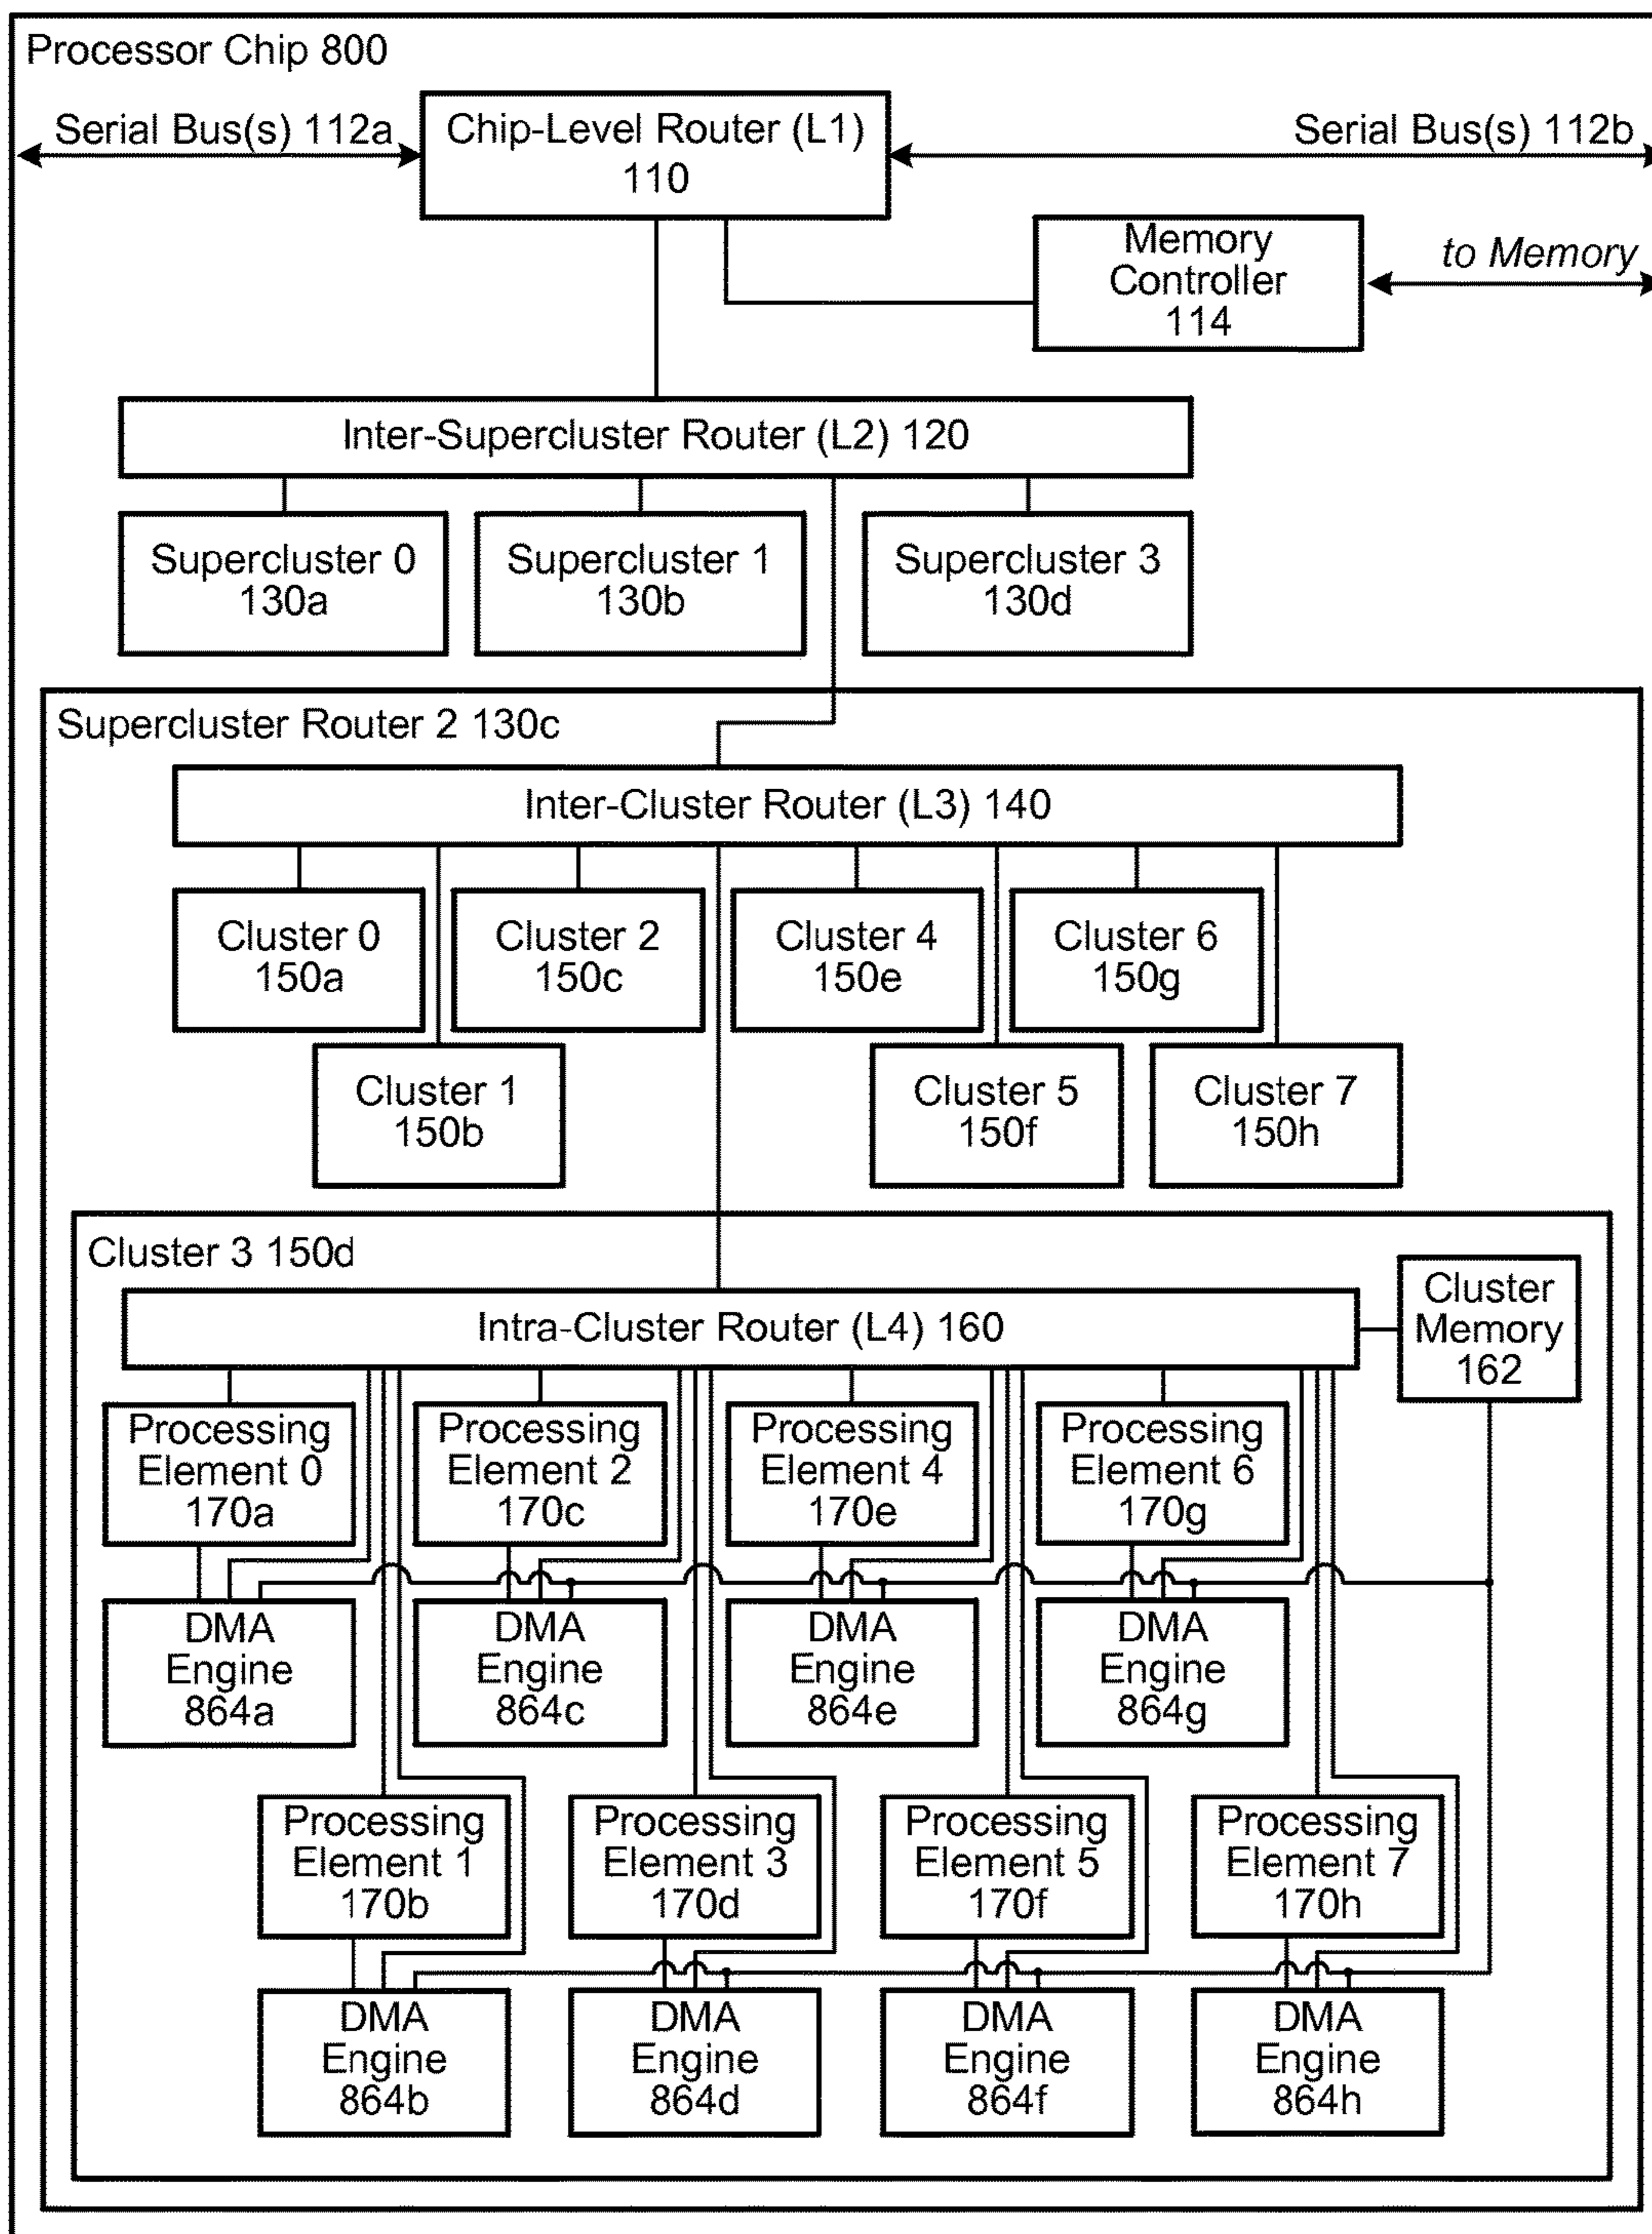 Processor Chip 800
Serial Bus(s) 112a
Chip-Level Router (L1)
110
Serial Bus(s) 112b
Memory
Controller
114
to Memory
Inter-Supercluster Router (L2) 120
Supercluster 0
130a
Supercluster 1
130b
Supercluster 3
130d
Supercluster Router 2 130c
Inter-Cluster Router (L3) 140
Cluster 0
150a
Cluster 2
150c
Cluster 4
150e
Cluster 6
150g
Cluster 1
150b
Cluster 5
150f
Cluster 7
150h
Cluster 3 150d
Intra-Cluster Router (L4) 160
Cluster
Memory
162
Processing
Element 0
170a
Processing
Element 2
170c
Processing
Element 4
170e
Processing
Element 6
170g
DMA
Engine
864a
DMA
Engine
864c
DMA
Engine
864e
DMA
Engine
864g
Processing
Element 1
170b
Processing
Element 3
170d
Processing
Element 5
170f
Processing
Element 7
170h
DMA
Engine
864b
DMA
Engine
864d
DMA
Engine
864f
DMA
Engine
864h